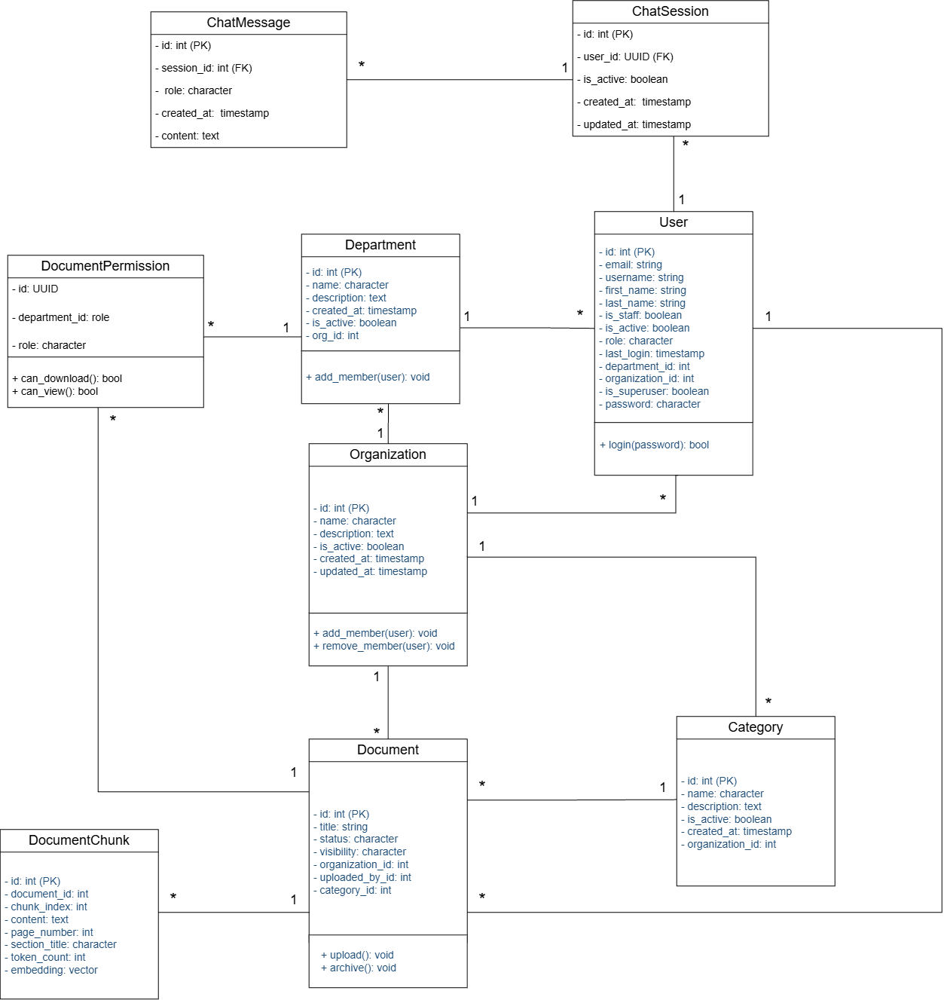 ChatMessage
- id: int (PK)
- session_id: int (FK)
-  role: character
- created_at:  timestamp
- content: text
*
1
ChatSession
- id: int (PK)
- user_id: UUID (FK)
- is_active: boolean
- created_at:  timestamp
- updated_at: timestamp
*
1
User
- id: int (PK)
- email: string
- username: string
- first_name: string
- last_name: string
- is_staff: boolean
- is_active: boolean
- role: character
- last_login: timestamp
- department_id: int
- organization_id: int
- is_superuser: boolean
- password: character
+ login(password): bool
Department
- id: int (PK)
- name: character
- description: text
- created_at: timestamp
- is_active: boolean
- org_id: int
+ add_member(user): void
1
*
1
DocumentPermission
- id: UUID
- department_id: role
- role: character
+ can_download(): bool
+ can_view(): bool
*
1
*
*
1
Organization
- id: int (PK)
- name: character
- description: text
- is_active: boolean
- created_at: timestamp
- updated_at: timestamp
+ add_member(user): void
+ remove_member(user): void
1
*
1
*
1
*
Category
- id: int (PK)
- name: character
- description: text
- is_active: boolean
- created_at: timestamp
- organization_id: int
Document
- id: int (PK)
- title: string
- status: character
- visibility: character
- organization_id: int
- uploaded_by_id: int
- category_id: int
+ upload(): void
+ archive(): void
1
*
1
*
DocumentChunk
- id: int (PK)
- document_id: int
- chunk_index: int
- content: text
- page_number: int
- section_title: character
- token_count: int
- embedding: vector
*
1